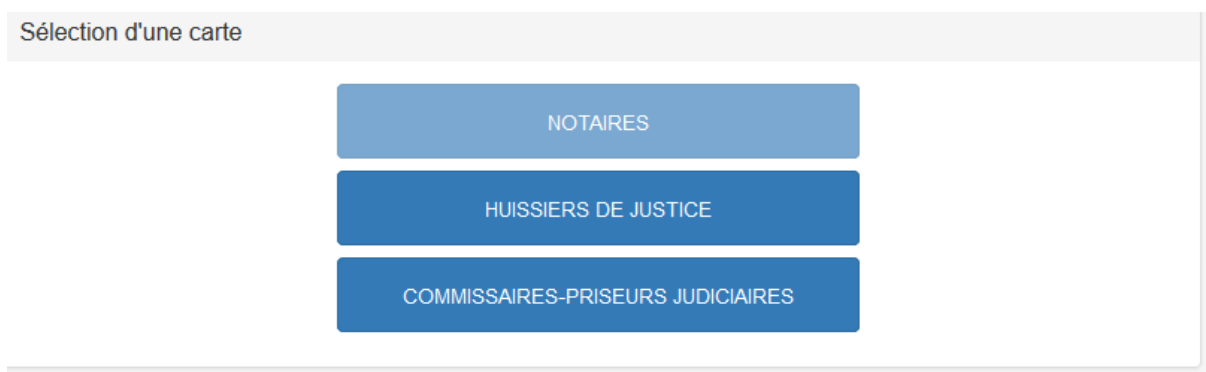 Sélection d'une carte
NOTAIRES
HUISSIERS DE JUSTICE
COMMISSAIRES-PRISEURS JUDICIAIRES